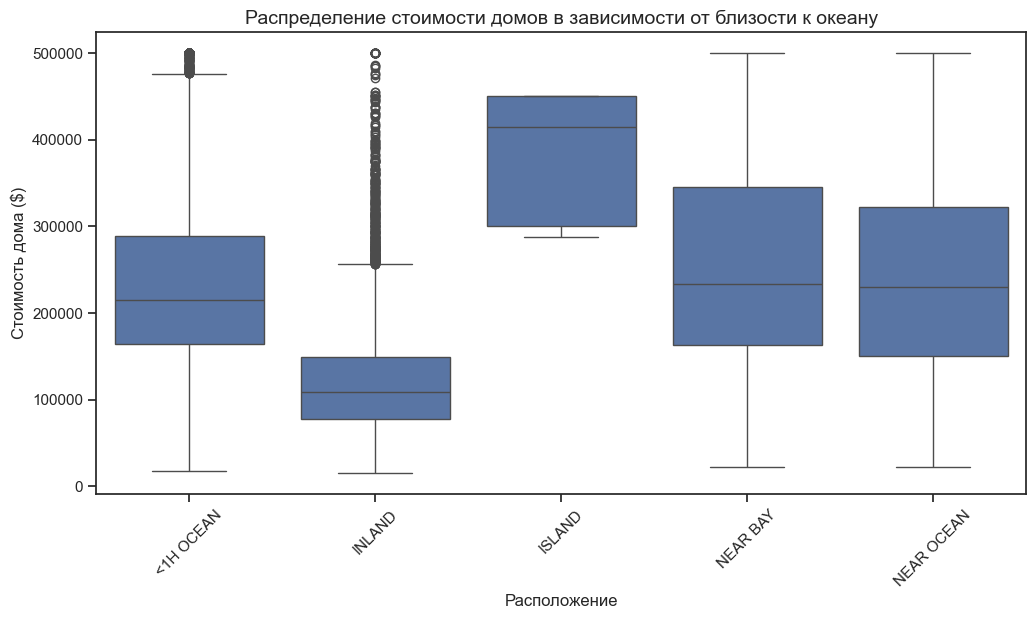 Распределение стоимости домов в зависимости от близости к океану
Стоимость дома ($)
500000
400000
300000
200000
100000
0
<1H OCEAN
INLAND
ISLAND
NEAR BAY
NEAR OCEAN
Расположение